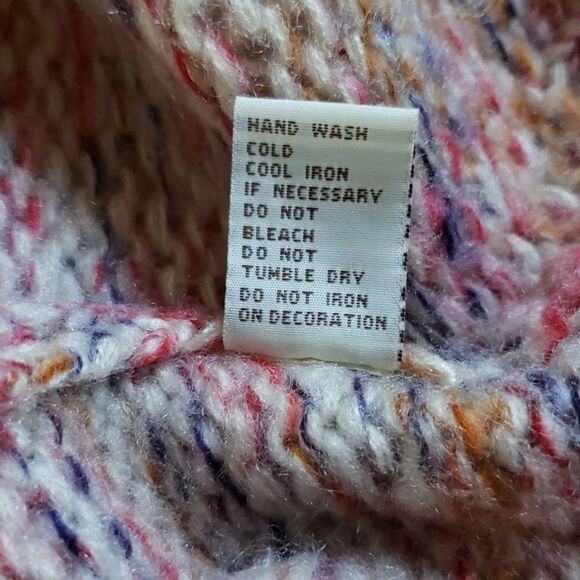 HAND WASH
COLD
COOL IRON
IF NECESSARY
DO NOT
BLEACH
DO NOT
TUMBLE DRY
DO NOT IRON
ON DECORATION